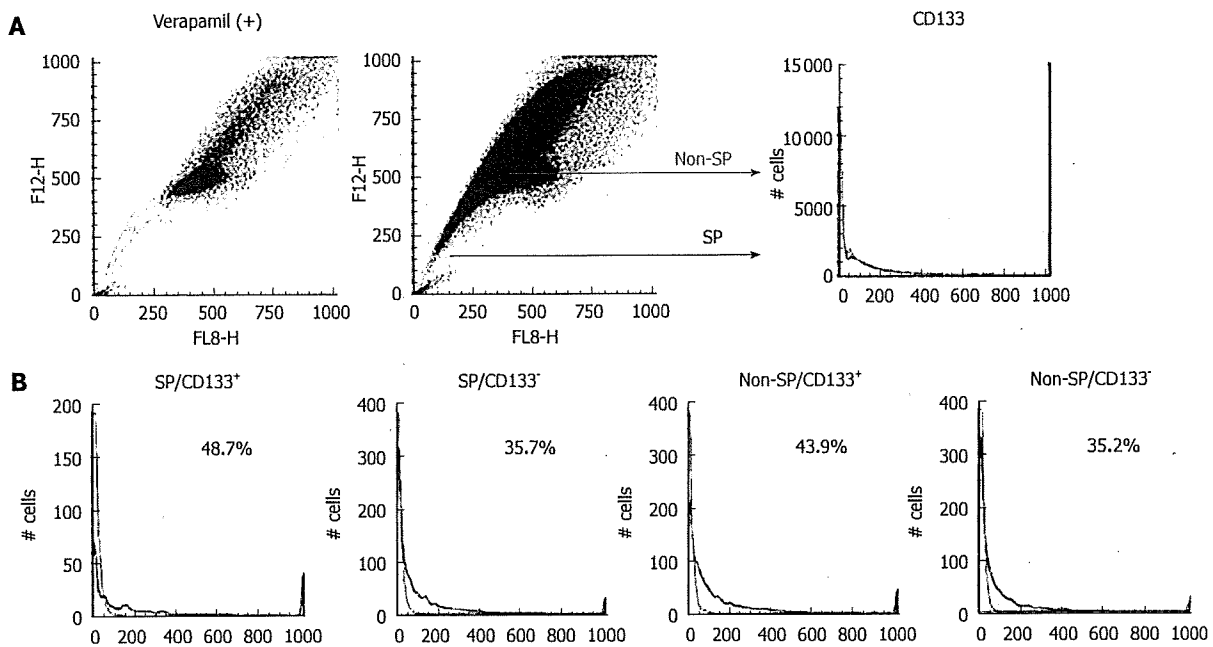 A
Verapamil (+)
CD133
1000
750
500
250
0
F12-H
0 250 500 750 1000
FL8-H
1000
750
500
250
0
F12-H
0 250 500 750 1000
FL8-H
Non-SP
SP
15000
10000
5000
0
# cells
0 200 400 600 800 1000
B
SP/CD133⁺
200
150
100
50
0
# cells
48.7%
0 200 400 600 800 1000
SP/CD133⁻
400
300
200
100
0
# cells
35.7%
0 200 400 600 800 1000
Non-SP/CD133⁺
400
300
200
100
0
# cells
43.9%
0 200 400 600 800 1000
Non-SP/CD133⁻
400
300
200
100
0
# cells
35.2%
0 200 400 600 800 1000